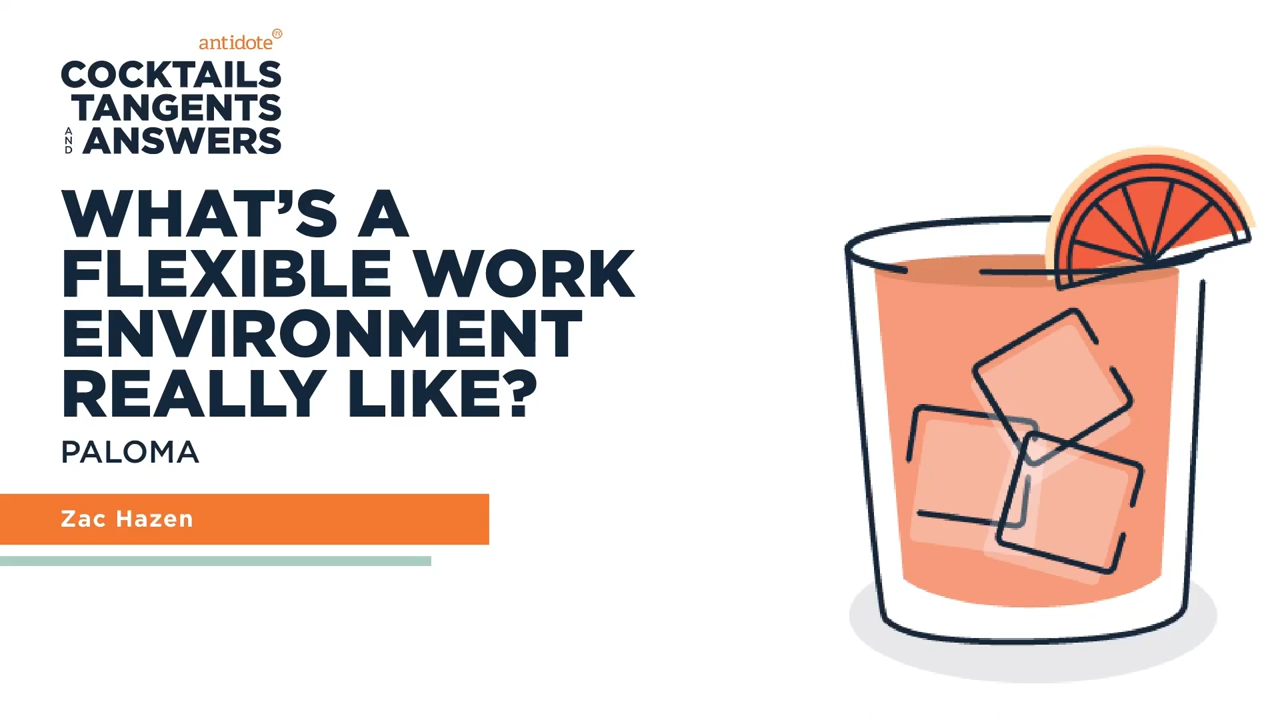 antidote
COCKTAILS
TANGENTS
AND ANSWERS
WHAT'S A
FLEXIBLE WORK
ENVIRONMENT
REALLY LIKE?
PALOMA
Zac Hazen